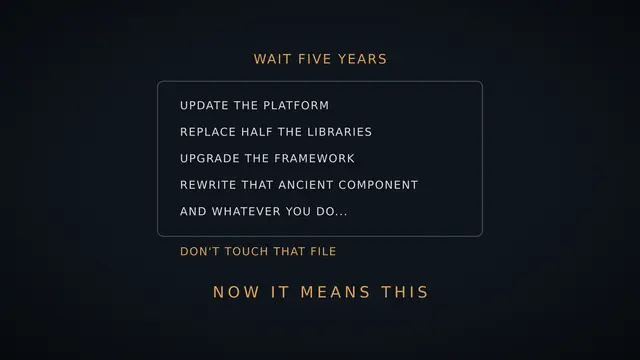 WAIT FIVE YEARS
UPDATE THE PLATFORM
REPLACE HALF THE LIBRARIES
UPGRADE THE FRAMEWORK
REWRITE THAT ANCIENT COMPONENT
AND WHATEVER YOU DO...
DON'T TOUCH THAT FILE
NOW IT MEANS THIS